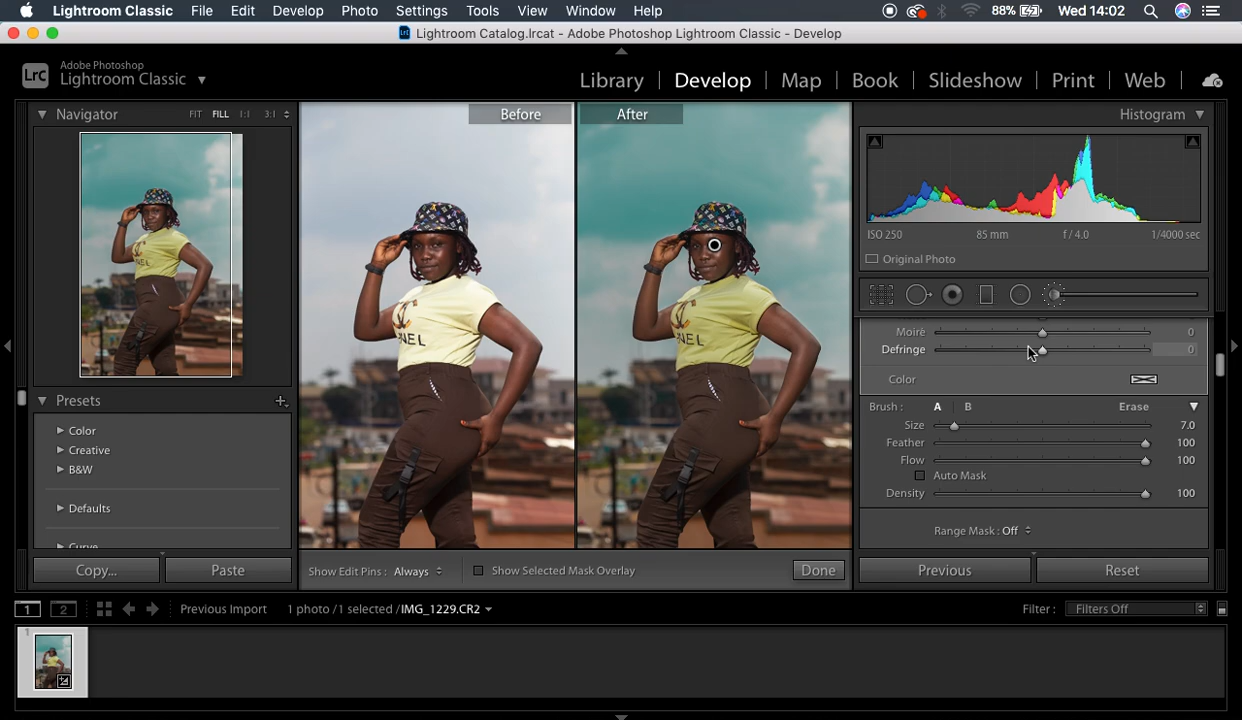 Lightroom Classic File Edit Develop Photo Settings Tools View Window Help 88% Wed 14:02
Lightroom Catalog.lrcat - Adobe Photoshop Lightroom Classic - Develop
LrC Adobe Photoshop
Lightroom Classic
Library | Develop | Map | Book | Slideshow | Print | Web
Navigator FIT FILL 1:1 3:1
Before
After
Histogram
ISO 250 85 mm f / 4.0 1/4000 sec
Original Photo
Moiré 0
Defringe 0
Color
Brush : A B Erase
Size 7.0
Feather 100
Flow 100
Auto Mask
Density 100
Range Mask : Off
Presets
Color
Creative
B&W
Defaults
Curve
NEL
NEL
Copy... Paste
Show Edit Pins : Always Show Selected Mask Overlay Done
Previous Reset
1 2 Previous Import 1 photo / 1 selected / IMG_1229.CR2 Filter : Filters Off
1